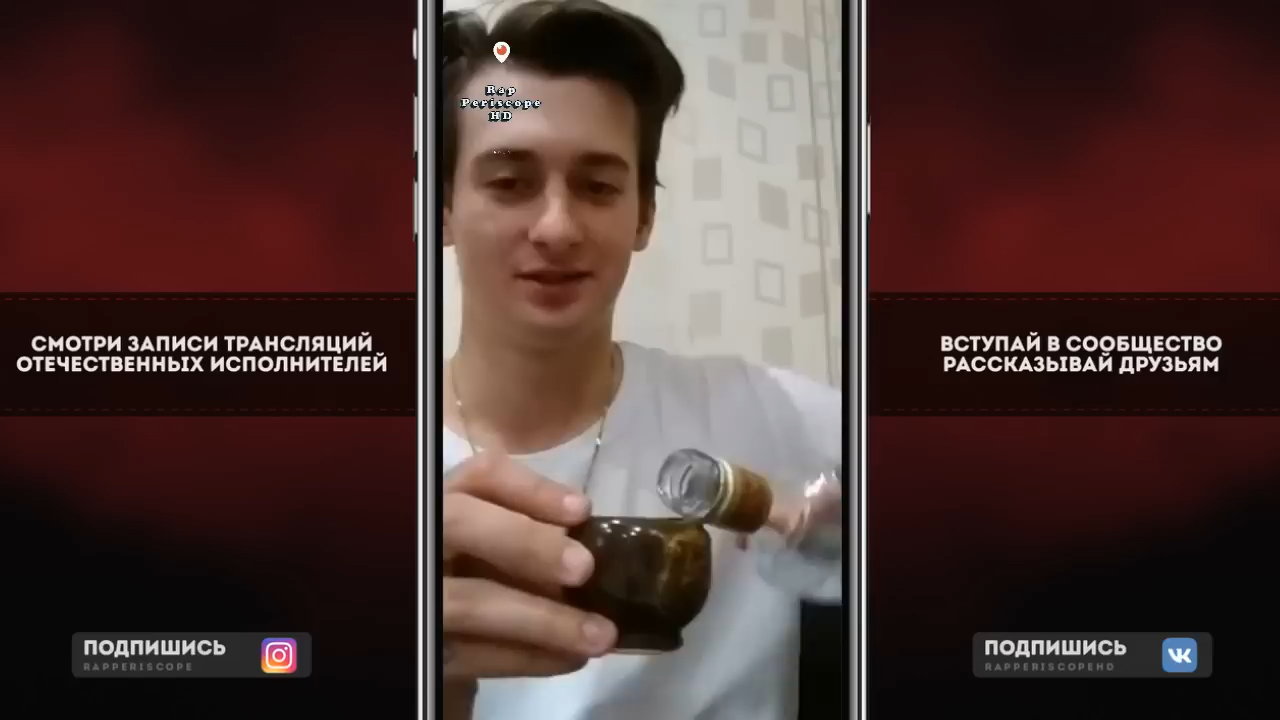 Rap
Periscope
HD
СМОТРИ ЗАПИСИ ТРАНСЛЯЦИЙ
ОТЕЧЕСТВЕННЫХ ИСПОЛНИТЕЛЕЙ
ВСТУПАЙ В СООБЩЕСТВО
РАССКАЗЫВАЙ ДРУЗЬЯМ
ПОДПИШИСЬ
RAPPERISCOPE
ПОДПИШИСЬ
RAPPERISCOPEHD